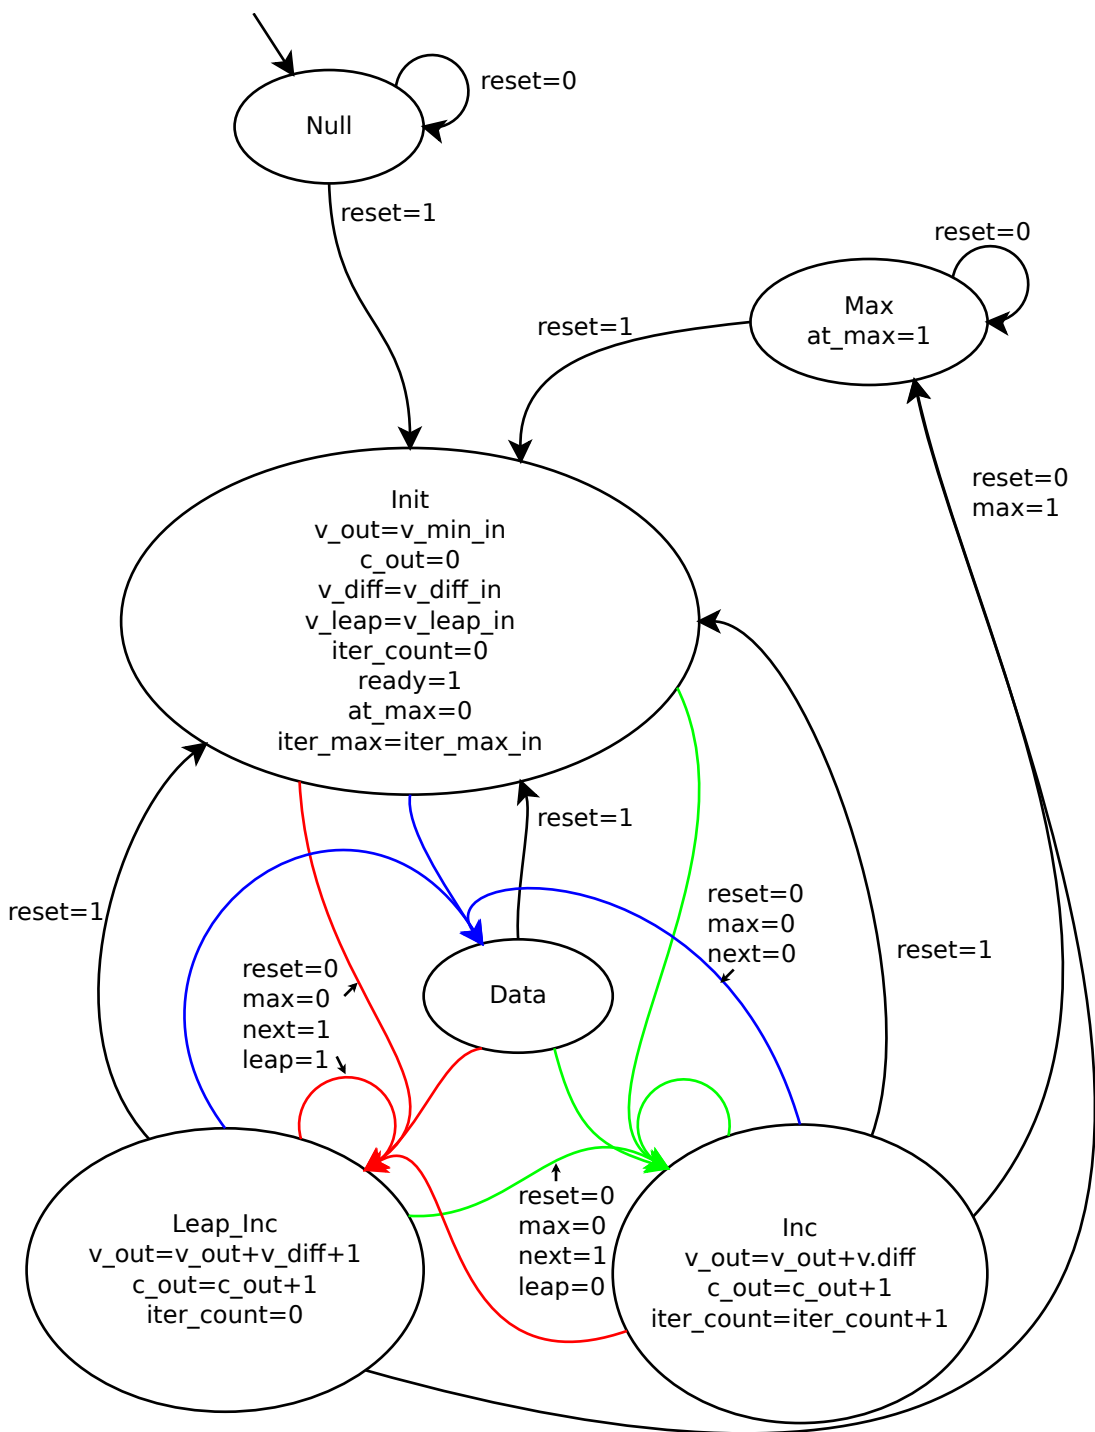 reset=0
Null
reset=1
reset=0
Max
at_max=1
reset=1
reset=0
max=1
Init
v_out=v_min_in
c_out=0
v_diff=v_diff_in
v_leap=v_leap_in
iter_count=0
ready=1
at_max=0
iter_max=iter_max_in
reset=1
reset=1
reset=0
max=0
next=0
reset=1
reset=0
max=0
next=1
leap=1
Data
reset=0
max=0
next=1
leap=0
Leap_Inc
v_out=v_out+v_diff+1
c_out=c_out+1
iter_count=0
Inc
v_out=v_out+v.diff
c_out=c_out+1
iter_count=iter_count+1